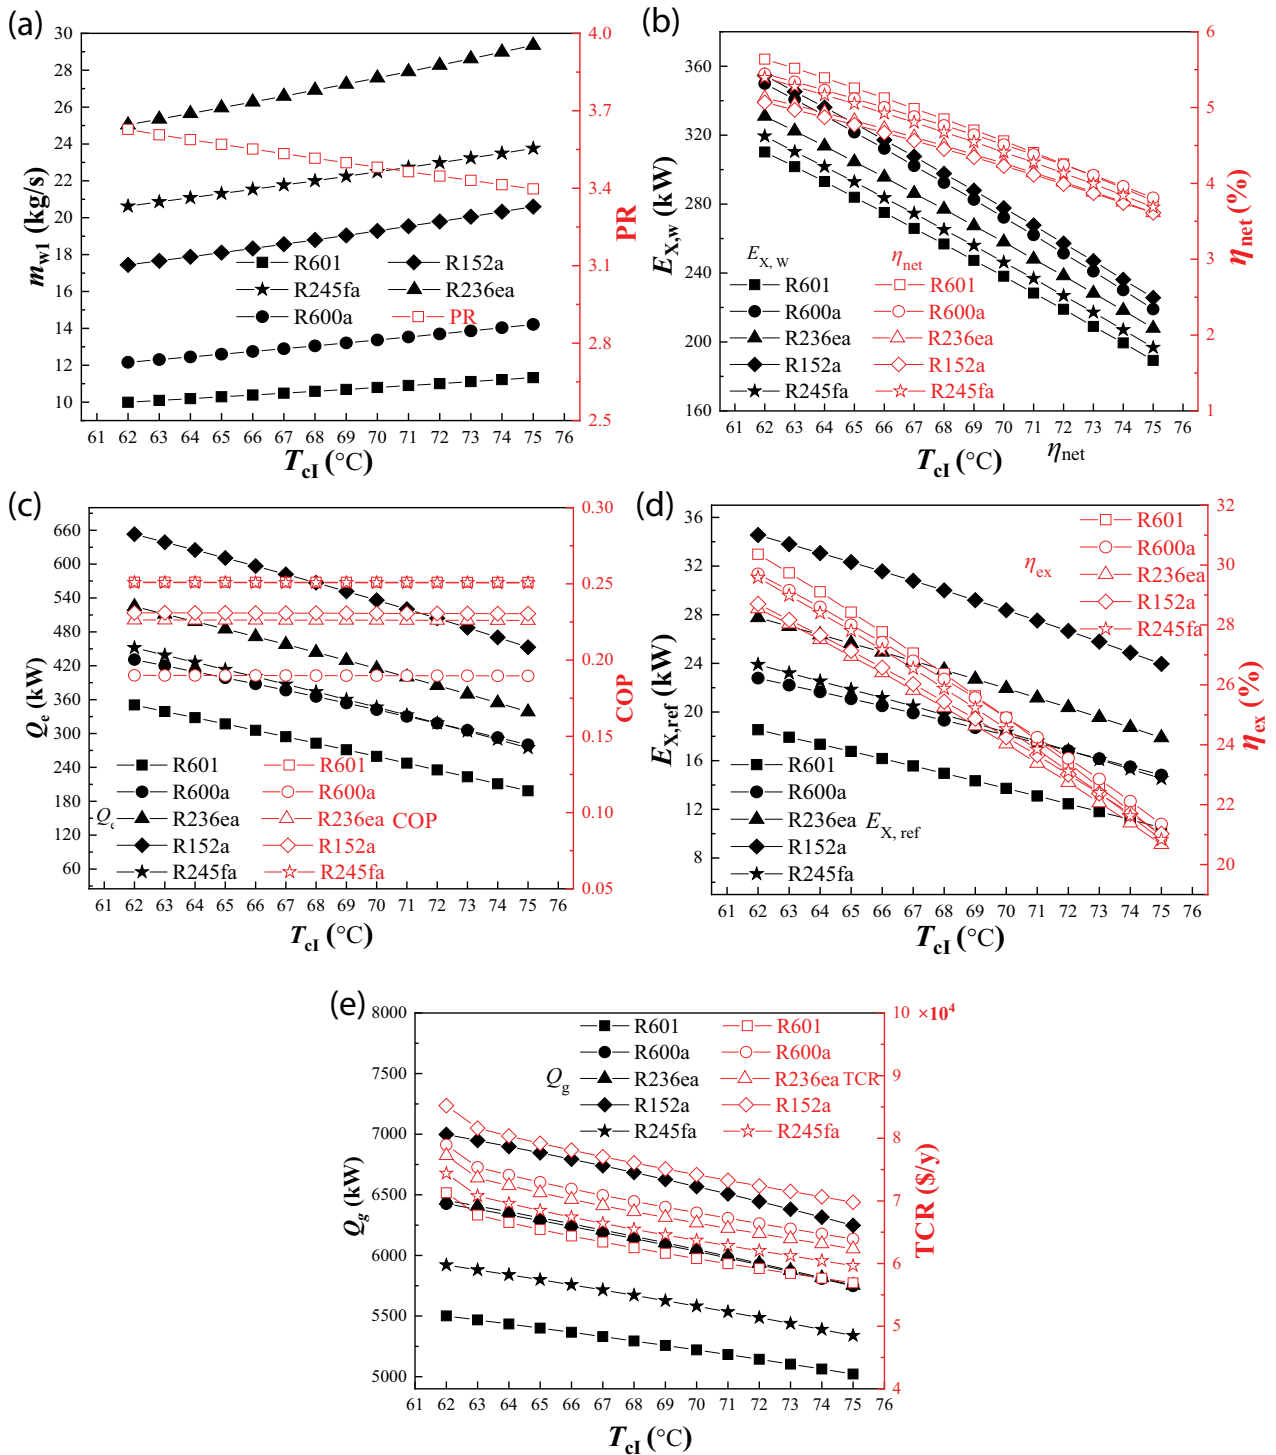 (a)
30
28
26
24
22
20
18
16
14
12
10
m_w1 (kg/s)
4.0
3.7
3.4
3.1
2.8
2.5
PR
R601
R152a
R245fa
R236ea
R600a
PR
61 62 63 64 65 66 67 68 69 70 71 72 73 74 75 76
T_cI (°C)
(b)
360
320
280
240
200
160
E_X,w (kW)
6
5
4
3
2
1
η_net (%)
E_X, W
η_net
R601
R601
R600a
R600a
R236ea
R236ea
R152a
R152a
R245fa
R245fa
61 62 63 64 65 66 67 68 69 70 71 72 73 74 75 76
T_cI (°C)
η_net
(c)
660
600
540
480
420
360
300
240
180
120
60
Q_e (kW)
0.30
0.25
0.20
0.15
0.10
0.05
COP
R601
R601
R600a
R600a
Q_e
R236ea
R236ea COP
R152a
R152a
R245fa
R245fa
61 62 63 64 65 66 67 68 69 70 71 72 73 74 75 76
T_cI (°C)
(d)
36
32
28
24
20
16
12
8
E_X,ref (kW)
32
31
30
28
26
25
24
22
21
20
η_ex (%)
η_ex
R601
R600a
R236ea
R152a
R245fa
R601
R600a
R236ea E_X, ref
R152a
R245fa
61 62 63 64 65 66 67 68 69 70 71 72 73 74 75 76
T_cI (°C)
(e)
8000
7500
7000
6500
6000
5500
5000
Q_g (kW)
10 ×10⁴
9
8
7
6
5
4
TCR ($/y)
R601
R601
R600a
R600a
Q_g
R236ea
R236ea TCR
R152a
R152a
R245fa
R245fa
61 62 63 64 65 66 67 68 69 70 71 72 73 74 75 76
T_cI (°C)